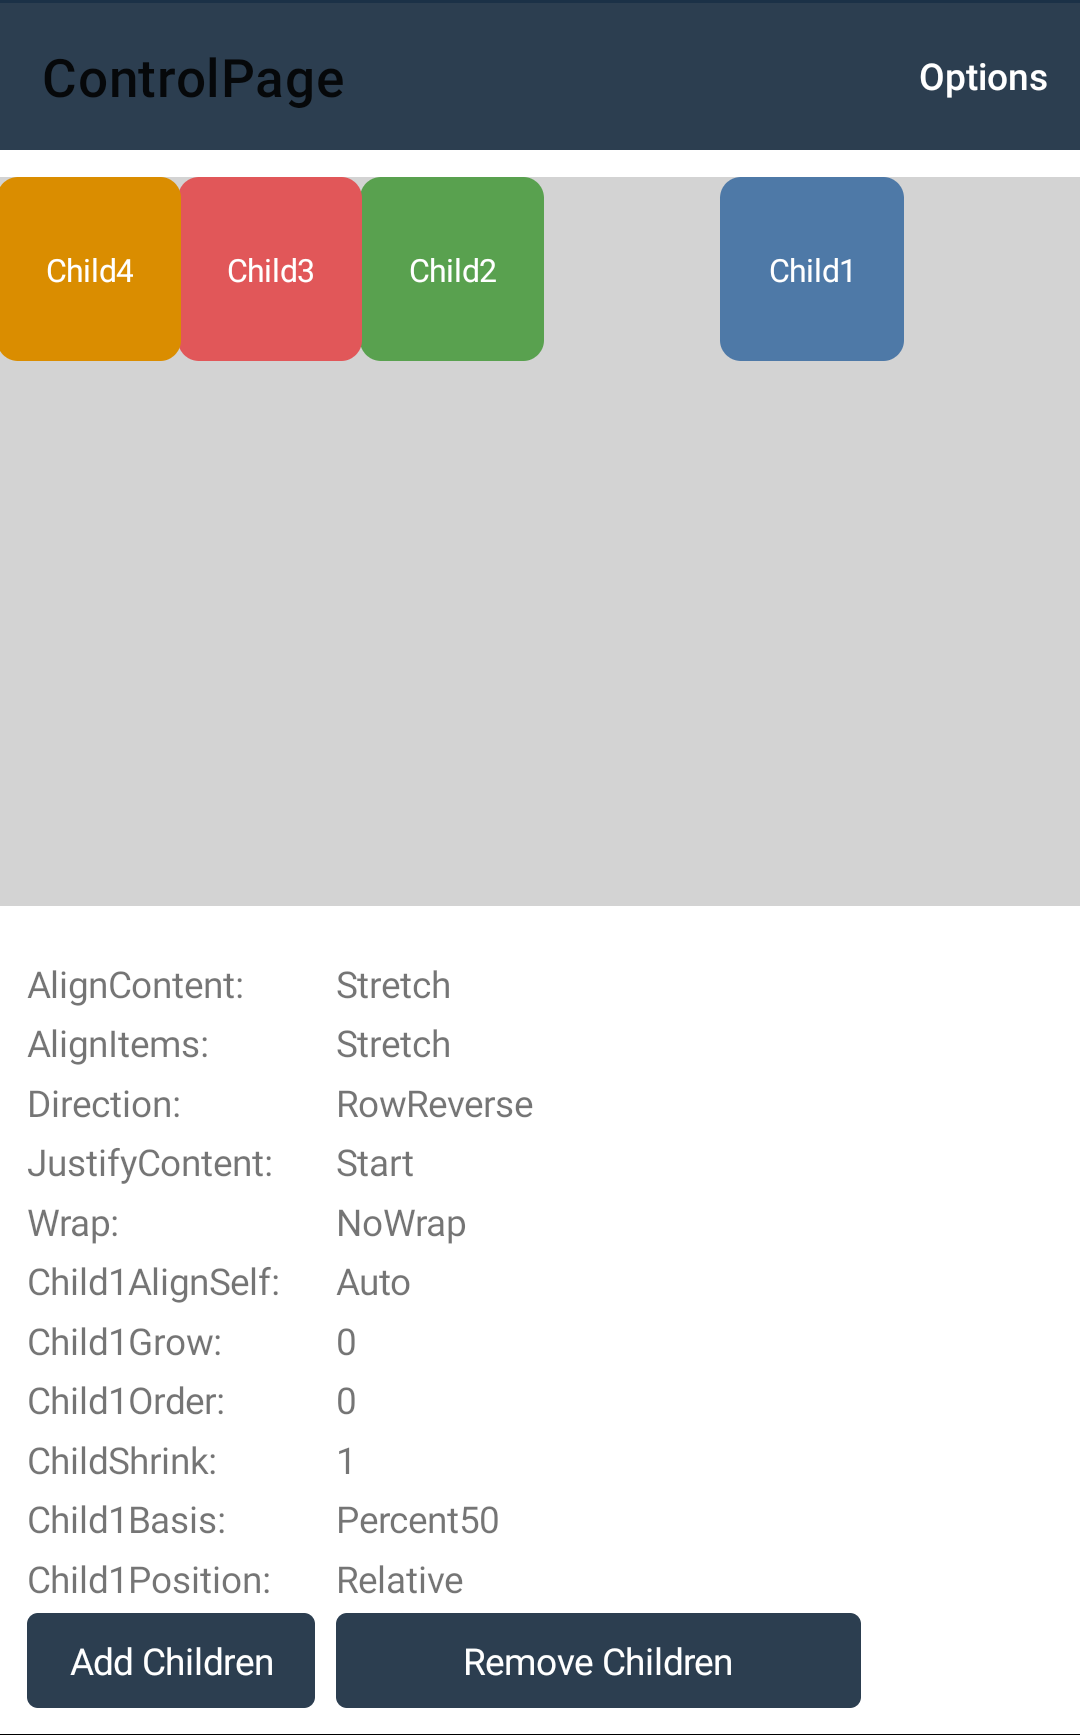 ControlPage Options
Child4 Child3 Child2 Child1
AlignContent: Stretch
AlignItems: Stretch
Direction: RowReverse
JustifyContent: Start
Wrap: NoWrap
Child1AlignSelf: Auto
Child1Grow: 0
Child1Order: 0
ChildShrink: 1
Child1Basis: Percent50
Child1Position: Relative
Add Children Remove Children